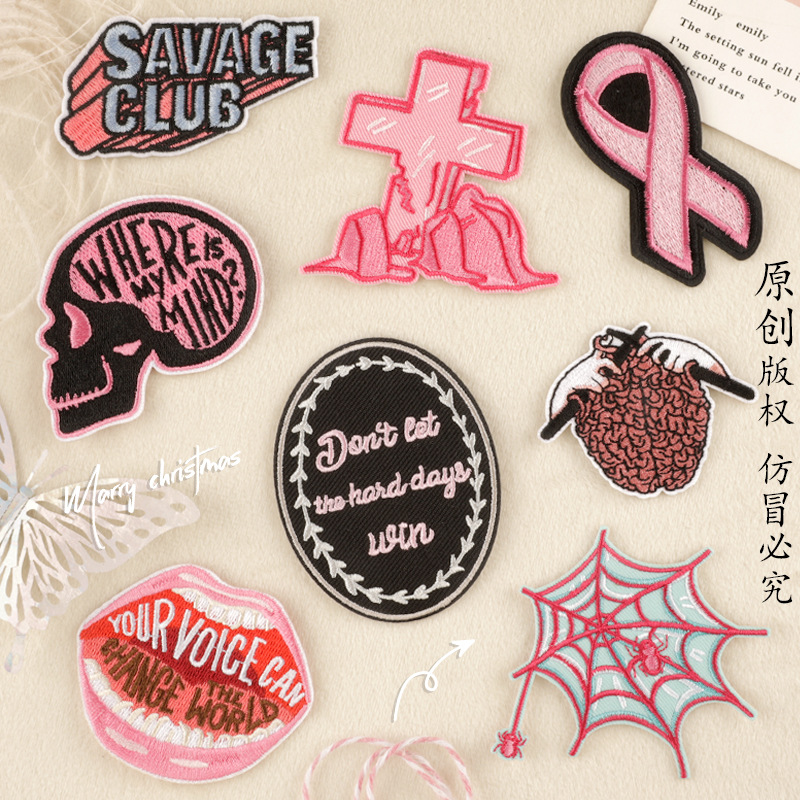 SAVAGE
CLUB
Emily emily
The setting sun fell i
I'm going to take you
tered stars
WHERE IS
MY
MIND?
原创版权 仿冒必究
Don't let
the hard days
win
Marry christmas
YOUR VOICE CAN
CHANGE THE
WORLD